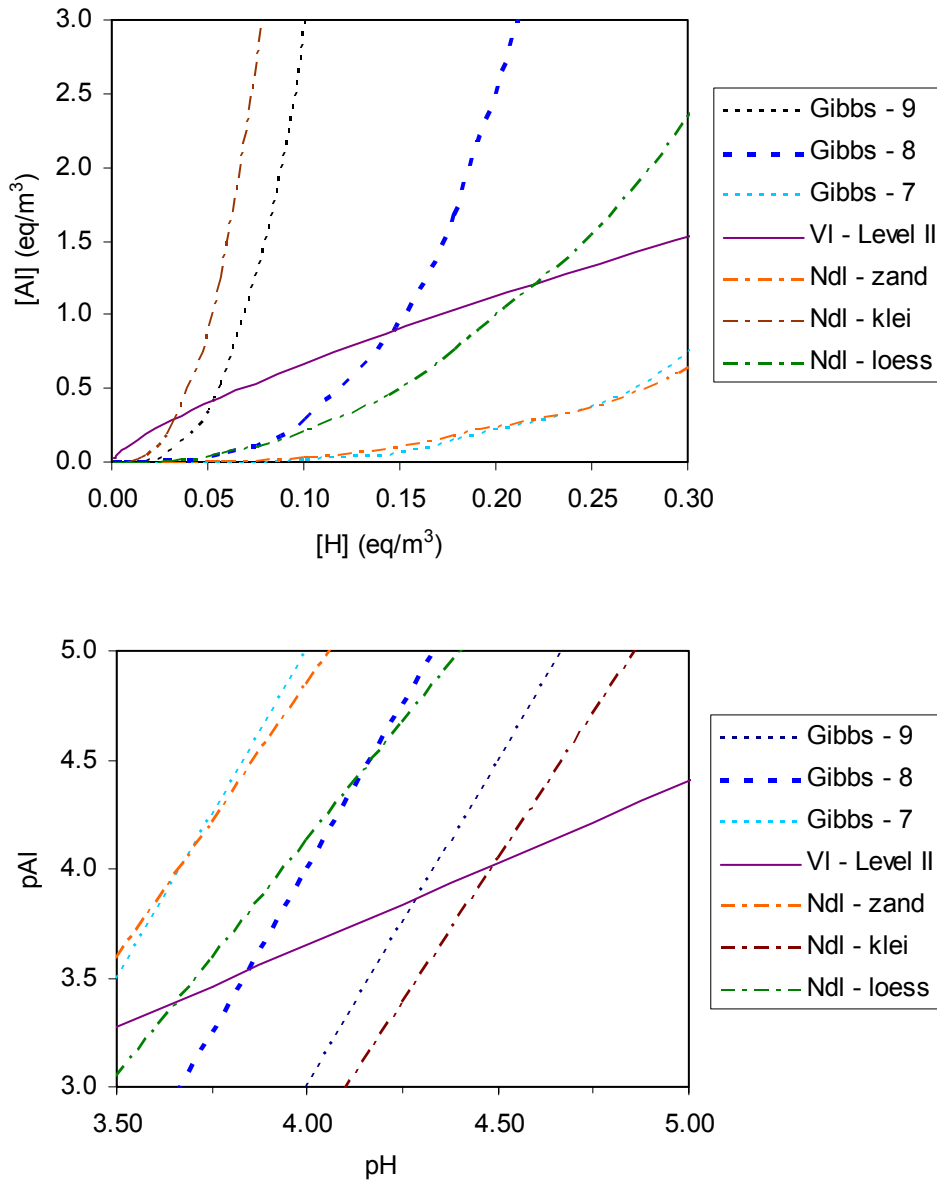 3.0
2.5
2.0
1.5
1.0
0.5
0.0
[Al] (eq/m³)
0.00 0.05 0.10 0.15 0.20 0.25 0.30
[H] (eq/m³)
Gibbs - 9
Gibbs - 8
Gibbs - 7
Vl - Level II
Ndl - zand
Ndl - klei
Ndl - loess
5.0
4.5
4.0
3.5
3.0
pAl
3.50 4.00 4.50 5.00
pH
Gibbs - 9
Gibbs - 8
Gibbs - 7
Vl - Level II
Ndl - zand
Ndl - klei
Ndl - loess